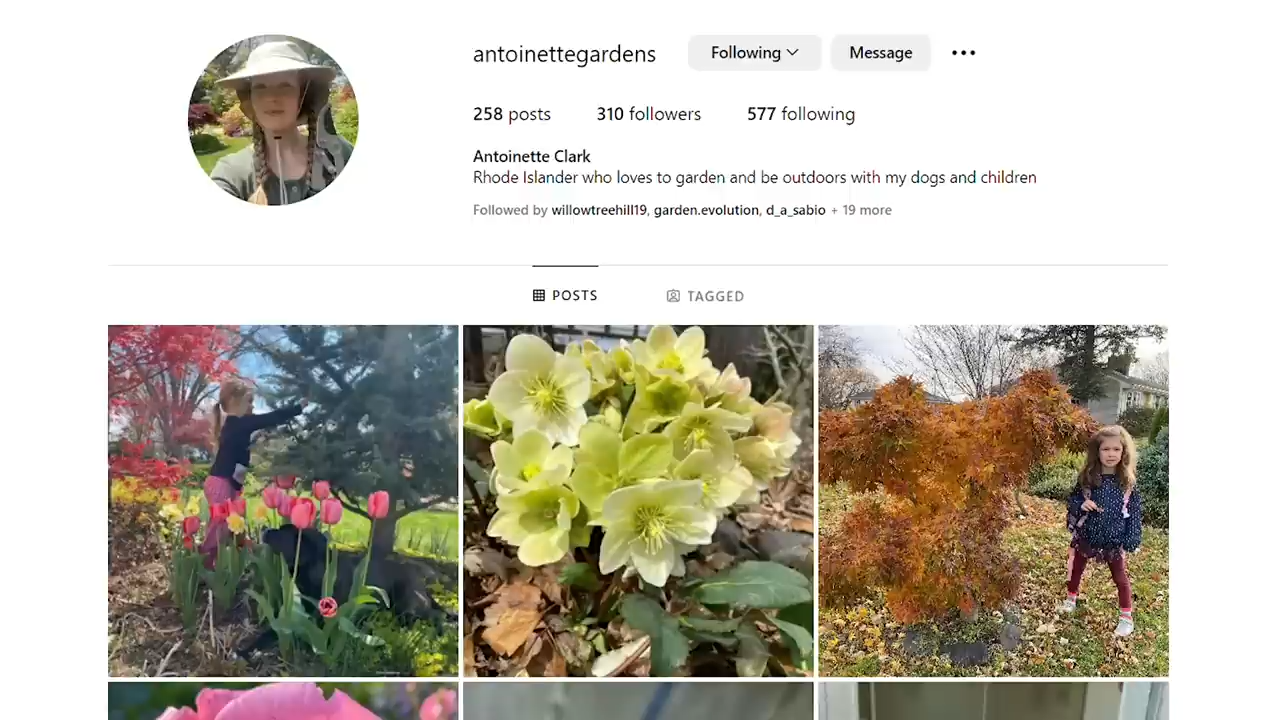 antoinettegardens Following Message
258 posts 310 followers 577 following
Antoinette Clark
Rhode Islander who loves to garden and be outdoors with my dogs and children
Followed by willowtreehill19, garden.evolution, d_a_sabio + 19 more
POSTS TAGGED